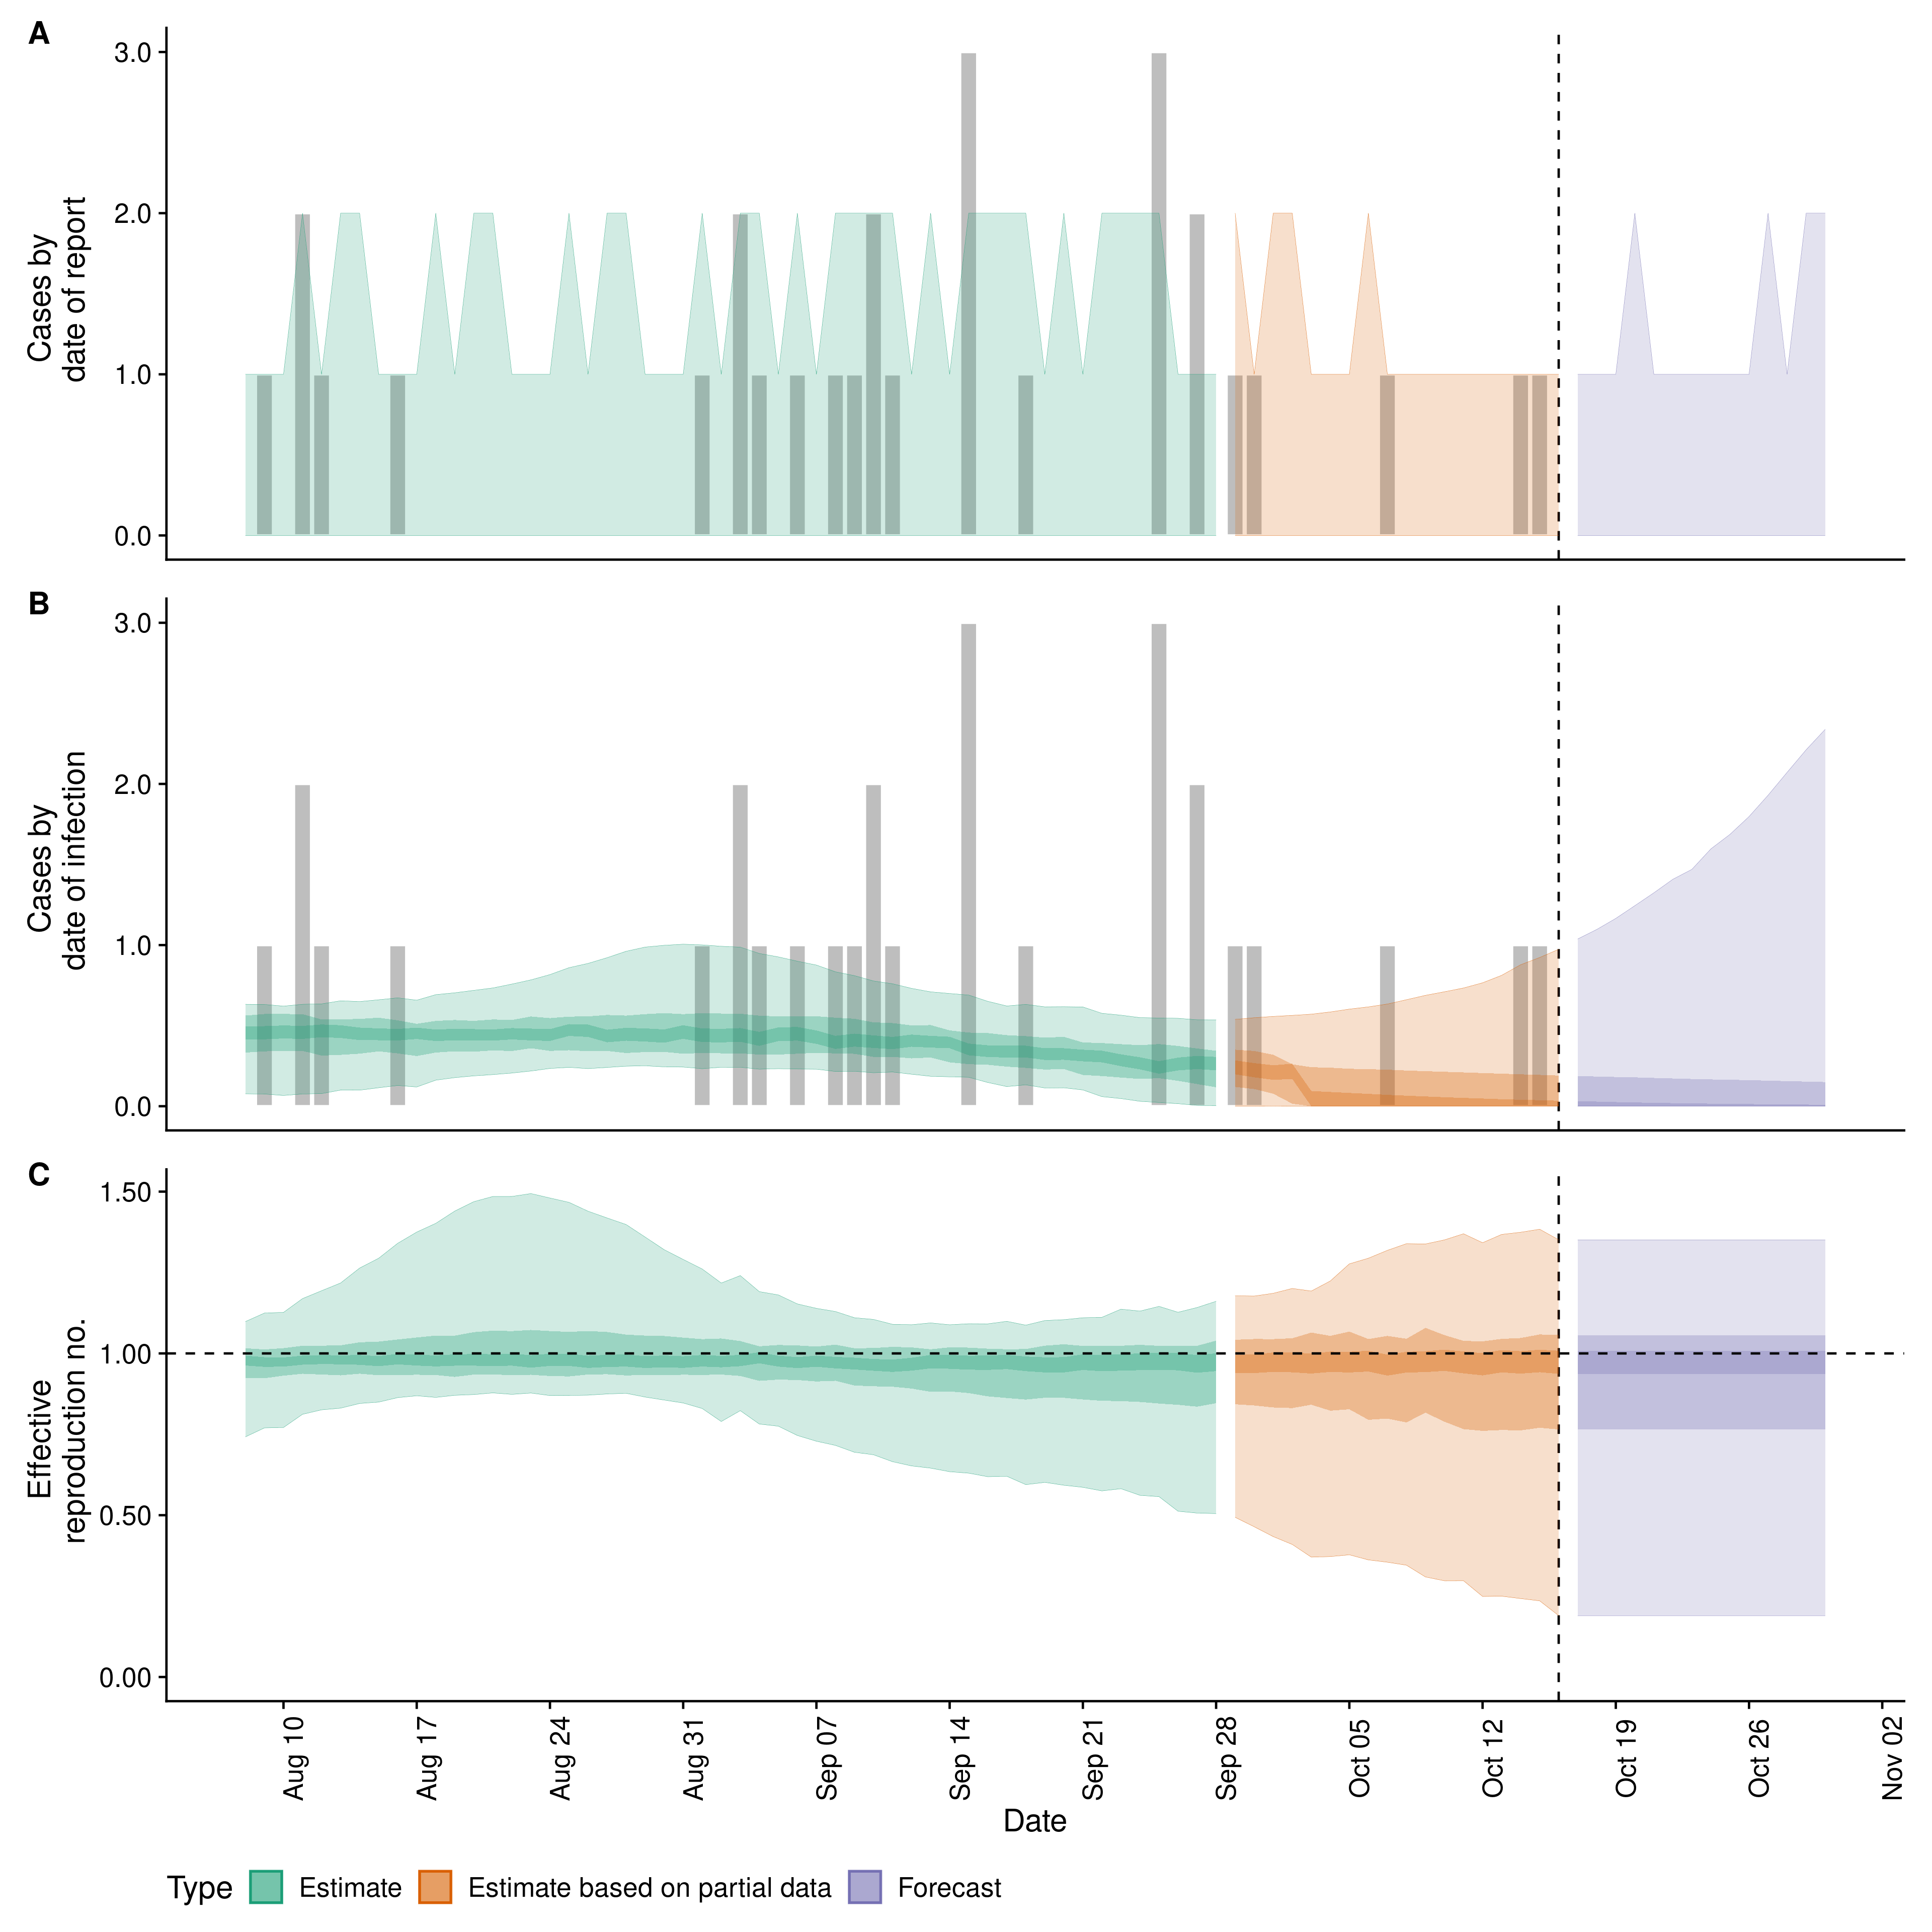 A
Cases by
date of report
3.0
2.0
1.0
0.0
B
Cases by
date of infection
3.0
2.0
1.0
0.0
C
Effective
reproduction no.
1.50
1.00
0.50
0.00
Aug 10
Aug 17
Aug 24
Aug 31
Sep 07
Sep 14
Sep 21
Sep 28
Oct 05
Oct 12
Oct 19
Oct 26
Nov 02
Date
Type Estimate Estimate based on partial data Forecast